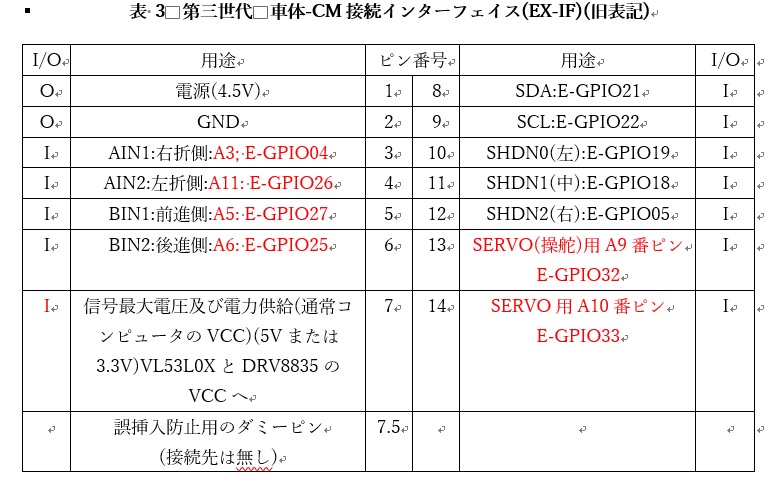 表 3□第三世代□車体-CM 接続インターフェイス(EX-IF)(旧表記)
I/O 用途 ピン番号 用途 I/O
O 電源(4.5V) 1 8 SDA:E-GPIO21 I
O GND 2 9 SCL:E-GPIO22 I
I AIN1:右折側:A3; E-GPIO04 3 10 SHDN0(左):E-GPIO19 I
I AIN2:左折側:A11: E-GPIO26 4 11 SHDN1(中):E-GPIO18 I
I BIN1:前進側:A5: E-GPIO27 5 12 SHDN2(右):E-GPIO05 I
I BIN2:後進側:A6: E-GPIO25 6 13 SERVO(操舵)用 A9 番ピン I
E-GPIO32
I 信号最大電圧及び電力供給(通常コ 7 14 SERVO 用 A10 番ピン I
ンピュータの VCC)(5V または E-GPIO33
3.3V)VL53L0X と DRV8835 の
VCC へ
誤挿入防止用のダミーピン 7.5
(接続先は無し)